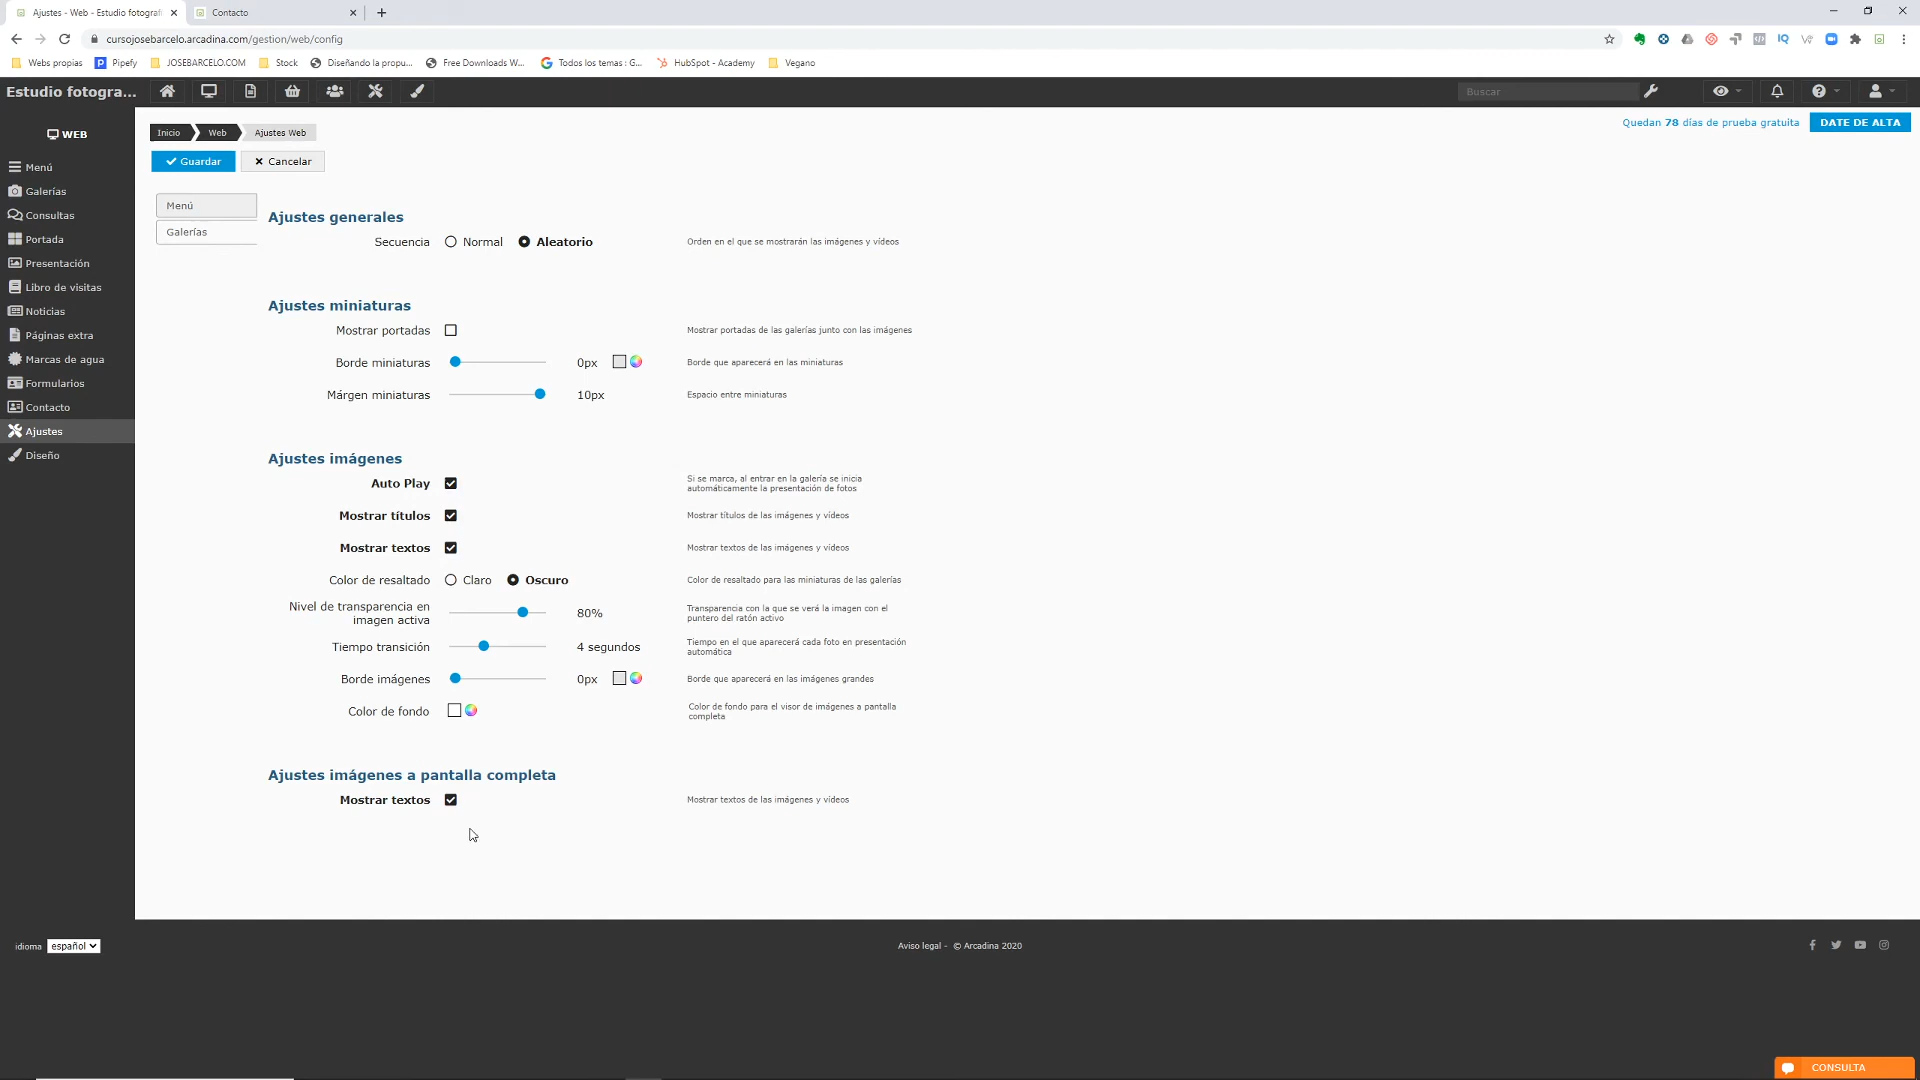 Ajustes - Web - Estudio fotografi
Contacto
cursojosebarcelo.arcadina.com/gestion/web/config
Webs propias
Pipefy
JOSEBARCELO.COM
Stock
Diseñando la propu...
Free Downloads W...
Todos los temas : G...
HubSpot - Academy
Vegano
Estudio fotogra...
Buscar
WEB
Inicio
Web
Ajustes Web
Quedan 78 días de prueba gratuita
DATE DE ALTA
Guardar
Cancelar
Menú
Galerías
Consultas
Portada
Presentación
Libro de visitas
Noticias
Páginas extra
Marcas de agua
Formularios
Contacto
Ajustes
Diseño
Menú
Galerías
Ajustes generales
Secuencia Normal Aleatorio Orden en el que se mostrarán las imágenes y vídeos
Ajustes miniaturas
Mostrar portadas Mostrar portadas de las galerías junto con las imágenes
Borde miniaturas 0px Borde que aparecerá en las miniaturas
Márgen miniaturas 10px Espacio entre miniaturas
Ajustes imágenes
Auto Play Si se marca, al entrar en la galería se inicia
automáticamente la presentación de fotos
Mostrar títulos Mostrar títulos de las imágenes y vídeos
Mostrar textos Mostrar textos de las imágenes y vídeos
Color de resaltado Claro Oscuro Color de resaltado para las miniaturas de las galerías
Nivel de transparencia en
imagen activa
80%
Transparencia con la que se verá la imagen con el
puntero del ratón activo
Tiempo transición 4 segundos
Tiempo en el que aparecerá cada foto en presentación
automática
Borde imágenes 0px Borde que aparecerá en las imágenes grandes
Color de fondo
Color de fondo para el visor de imágenes a pantalla
completa
Ajustes imágenes a pantalla completa
Mostrar textos Mostrar textos de las imágenes y vídeos
idioma español
Aviso legal - © Arcadina 2020
CONSULTA